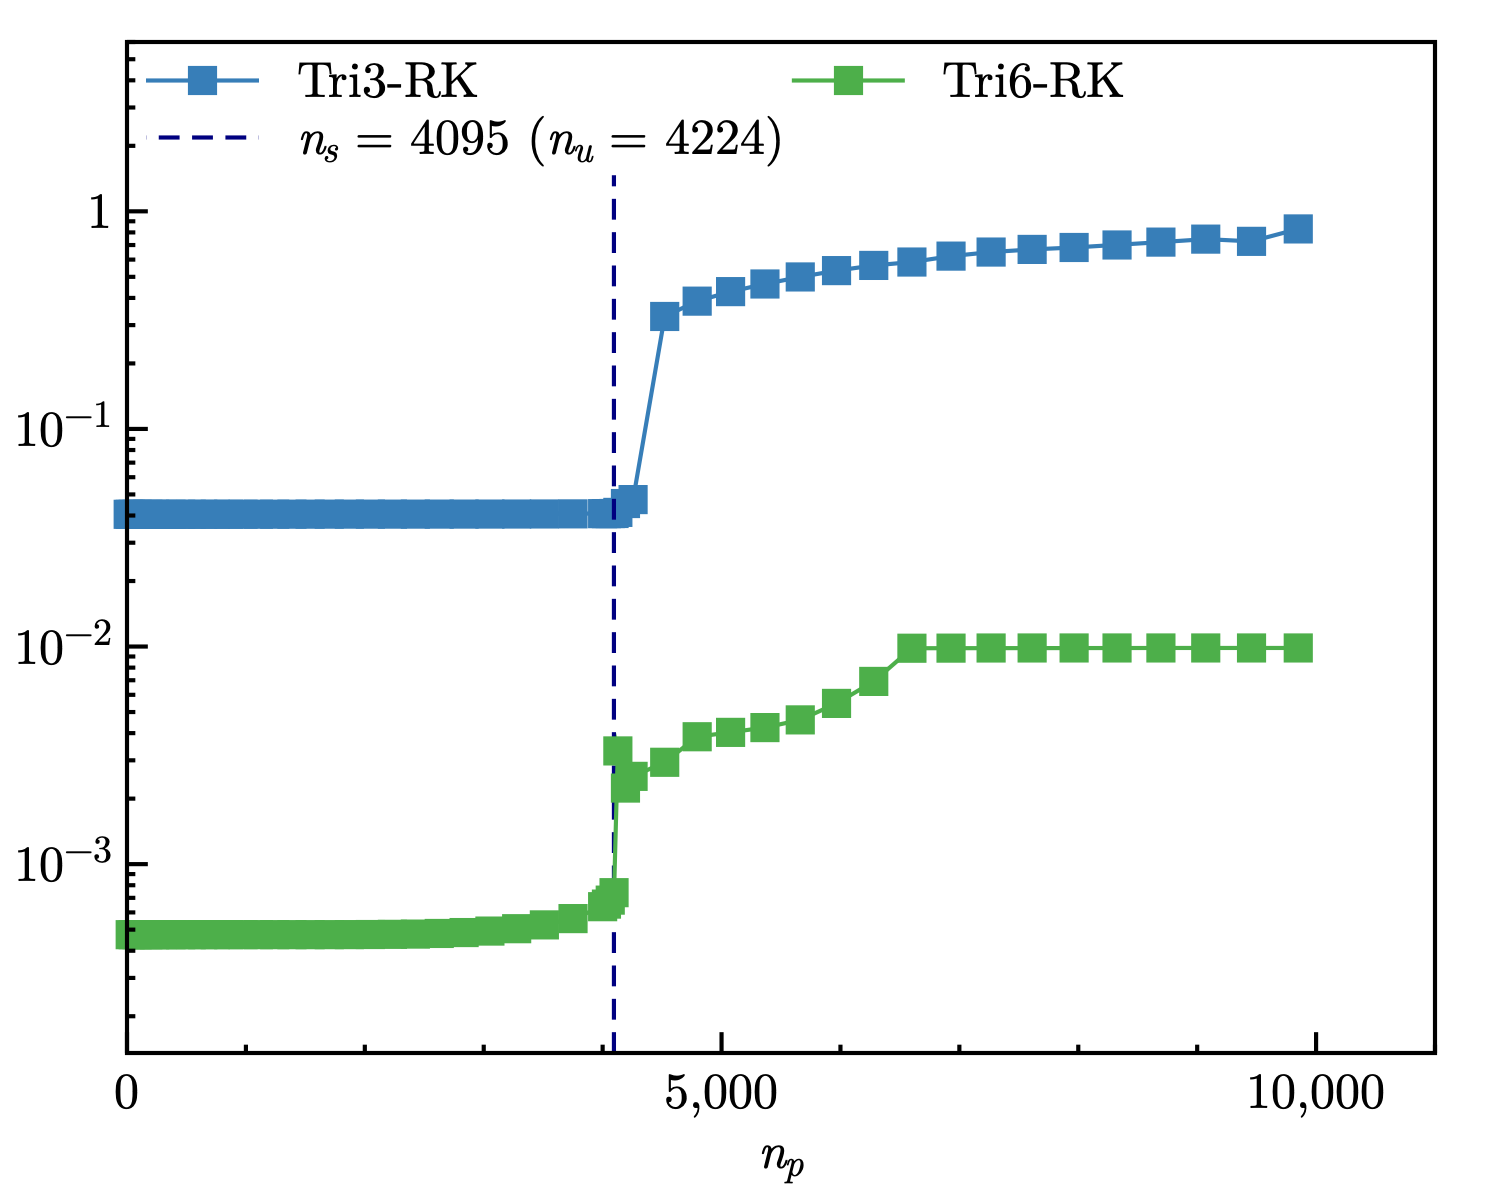 Tri3-RK
Tri6-RK
n_s = 4095 (n_u = 4224)
1
10^{-1}
10^{-2}
10^{-3}
0
5,000
10,000
n_p